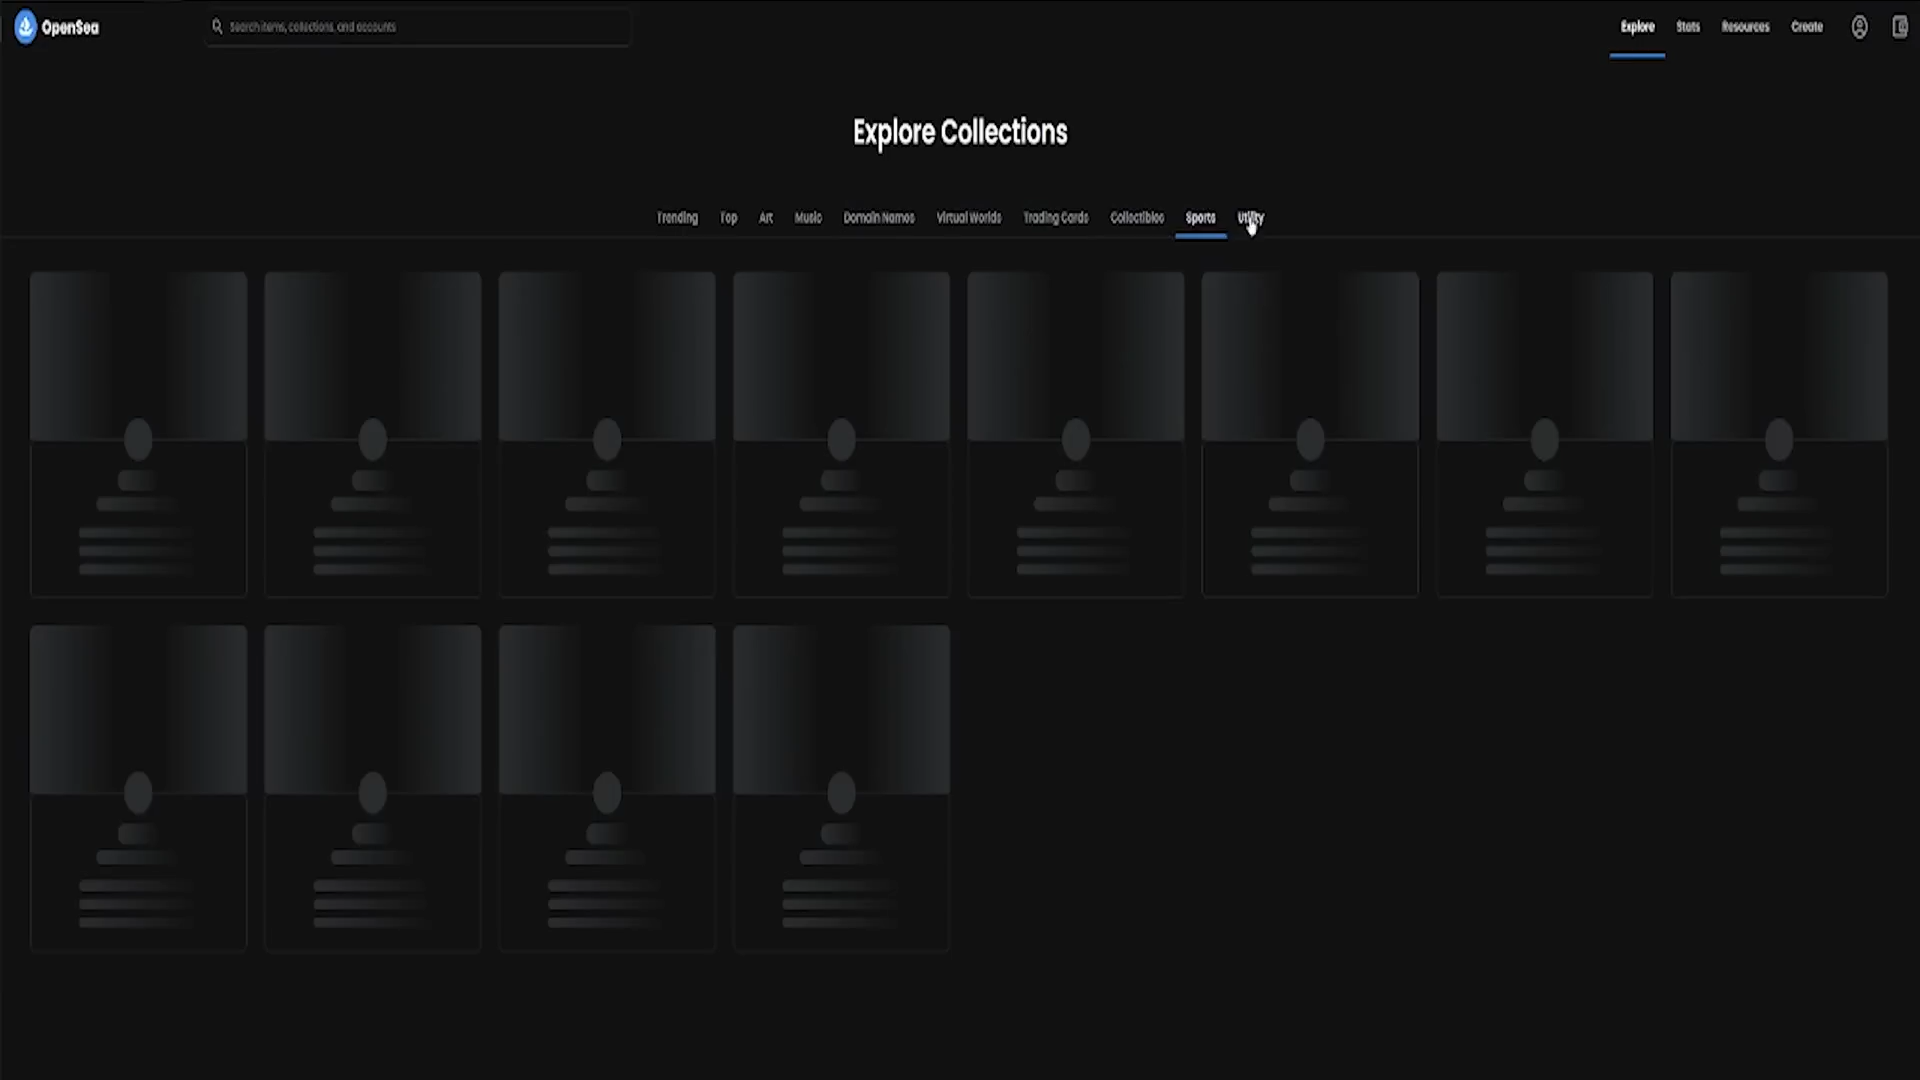 OpenSea
Search items, collections, and accounts
Explore Stats Resources Create
Explore Collections
Trending Top Art Music Domain Names Virtual Worlds Trading Cards Collectibles Sports Utility